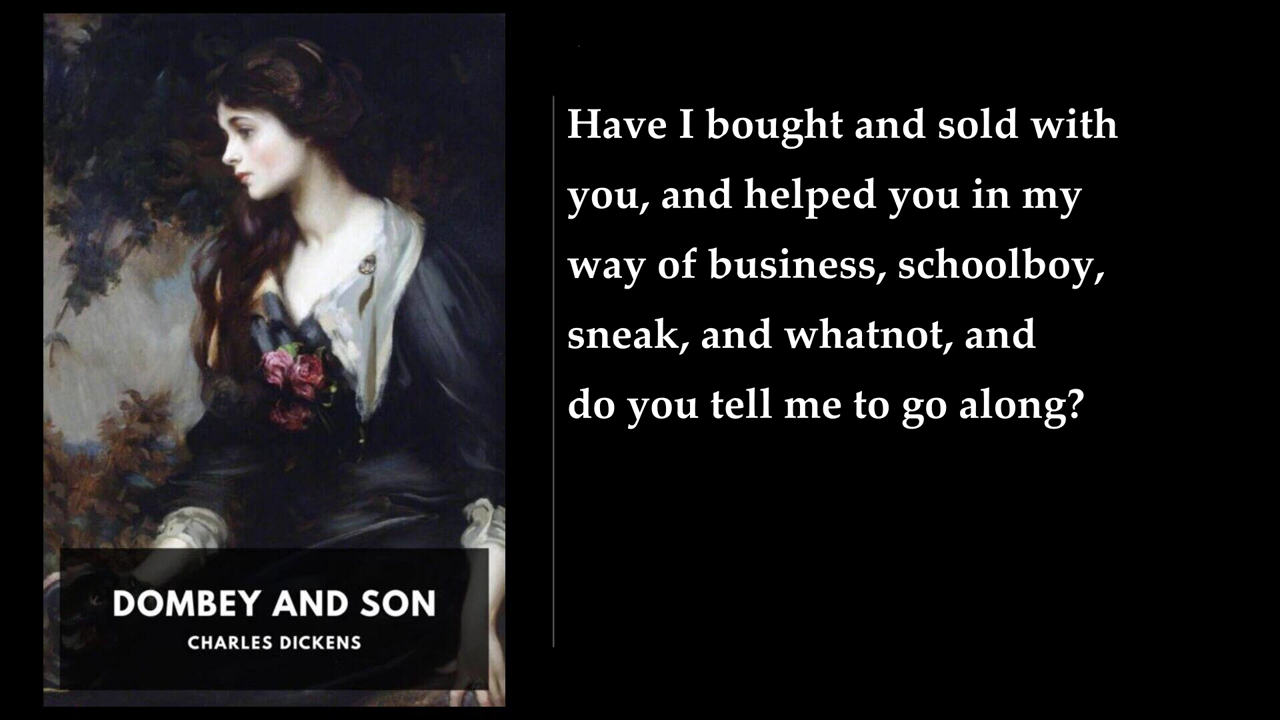 Have I bought and sold with
you, and helped you in my
way of business, schoolboy,
sneak, and whatnot, and
do you tell me to go along?
DOMBEY AND SON
CHARLES DICKENS